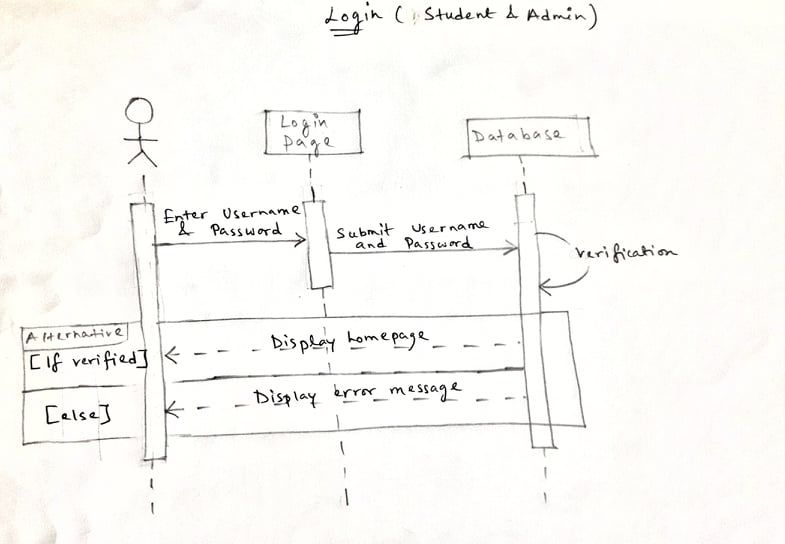 Login ( Student & Admin)
Login
Page
Database
Enter Username
& Password
Submit Username
and Password
verification
Alternative
[If verified]
Display homepage
[else]
Display error message